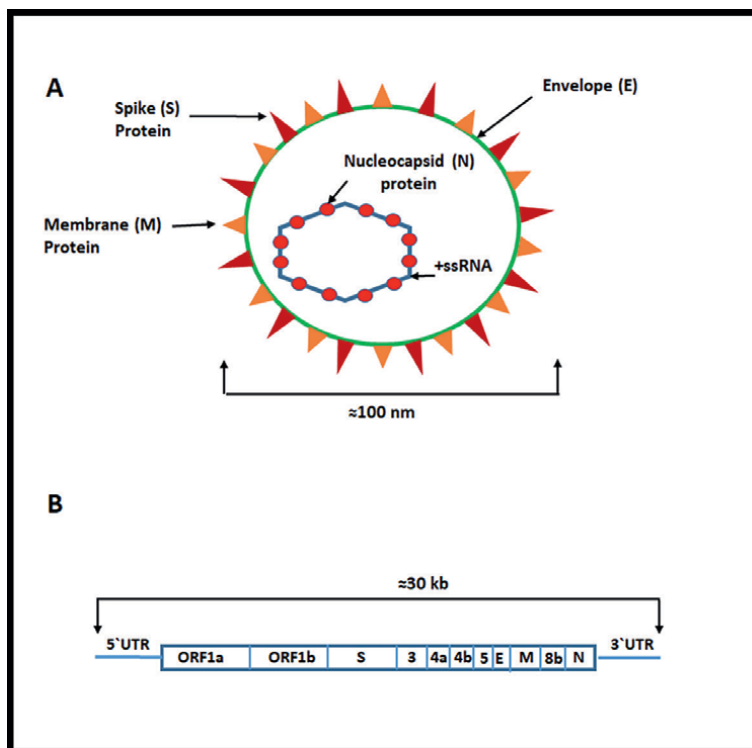 A
Spike (S)
Protein
Envelope (E)
Nucleocapsid (N)
protein
Membrane (M)
Protein
+ssRNA
≈100 nm
B
≈30 kb
5`UTR
3`UTR
ORF1a ORF1b S 3 4a 4b 5 E M 8b N